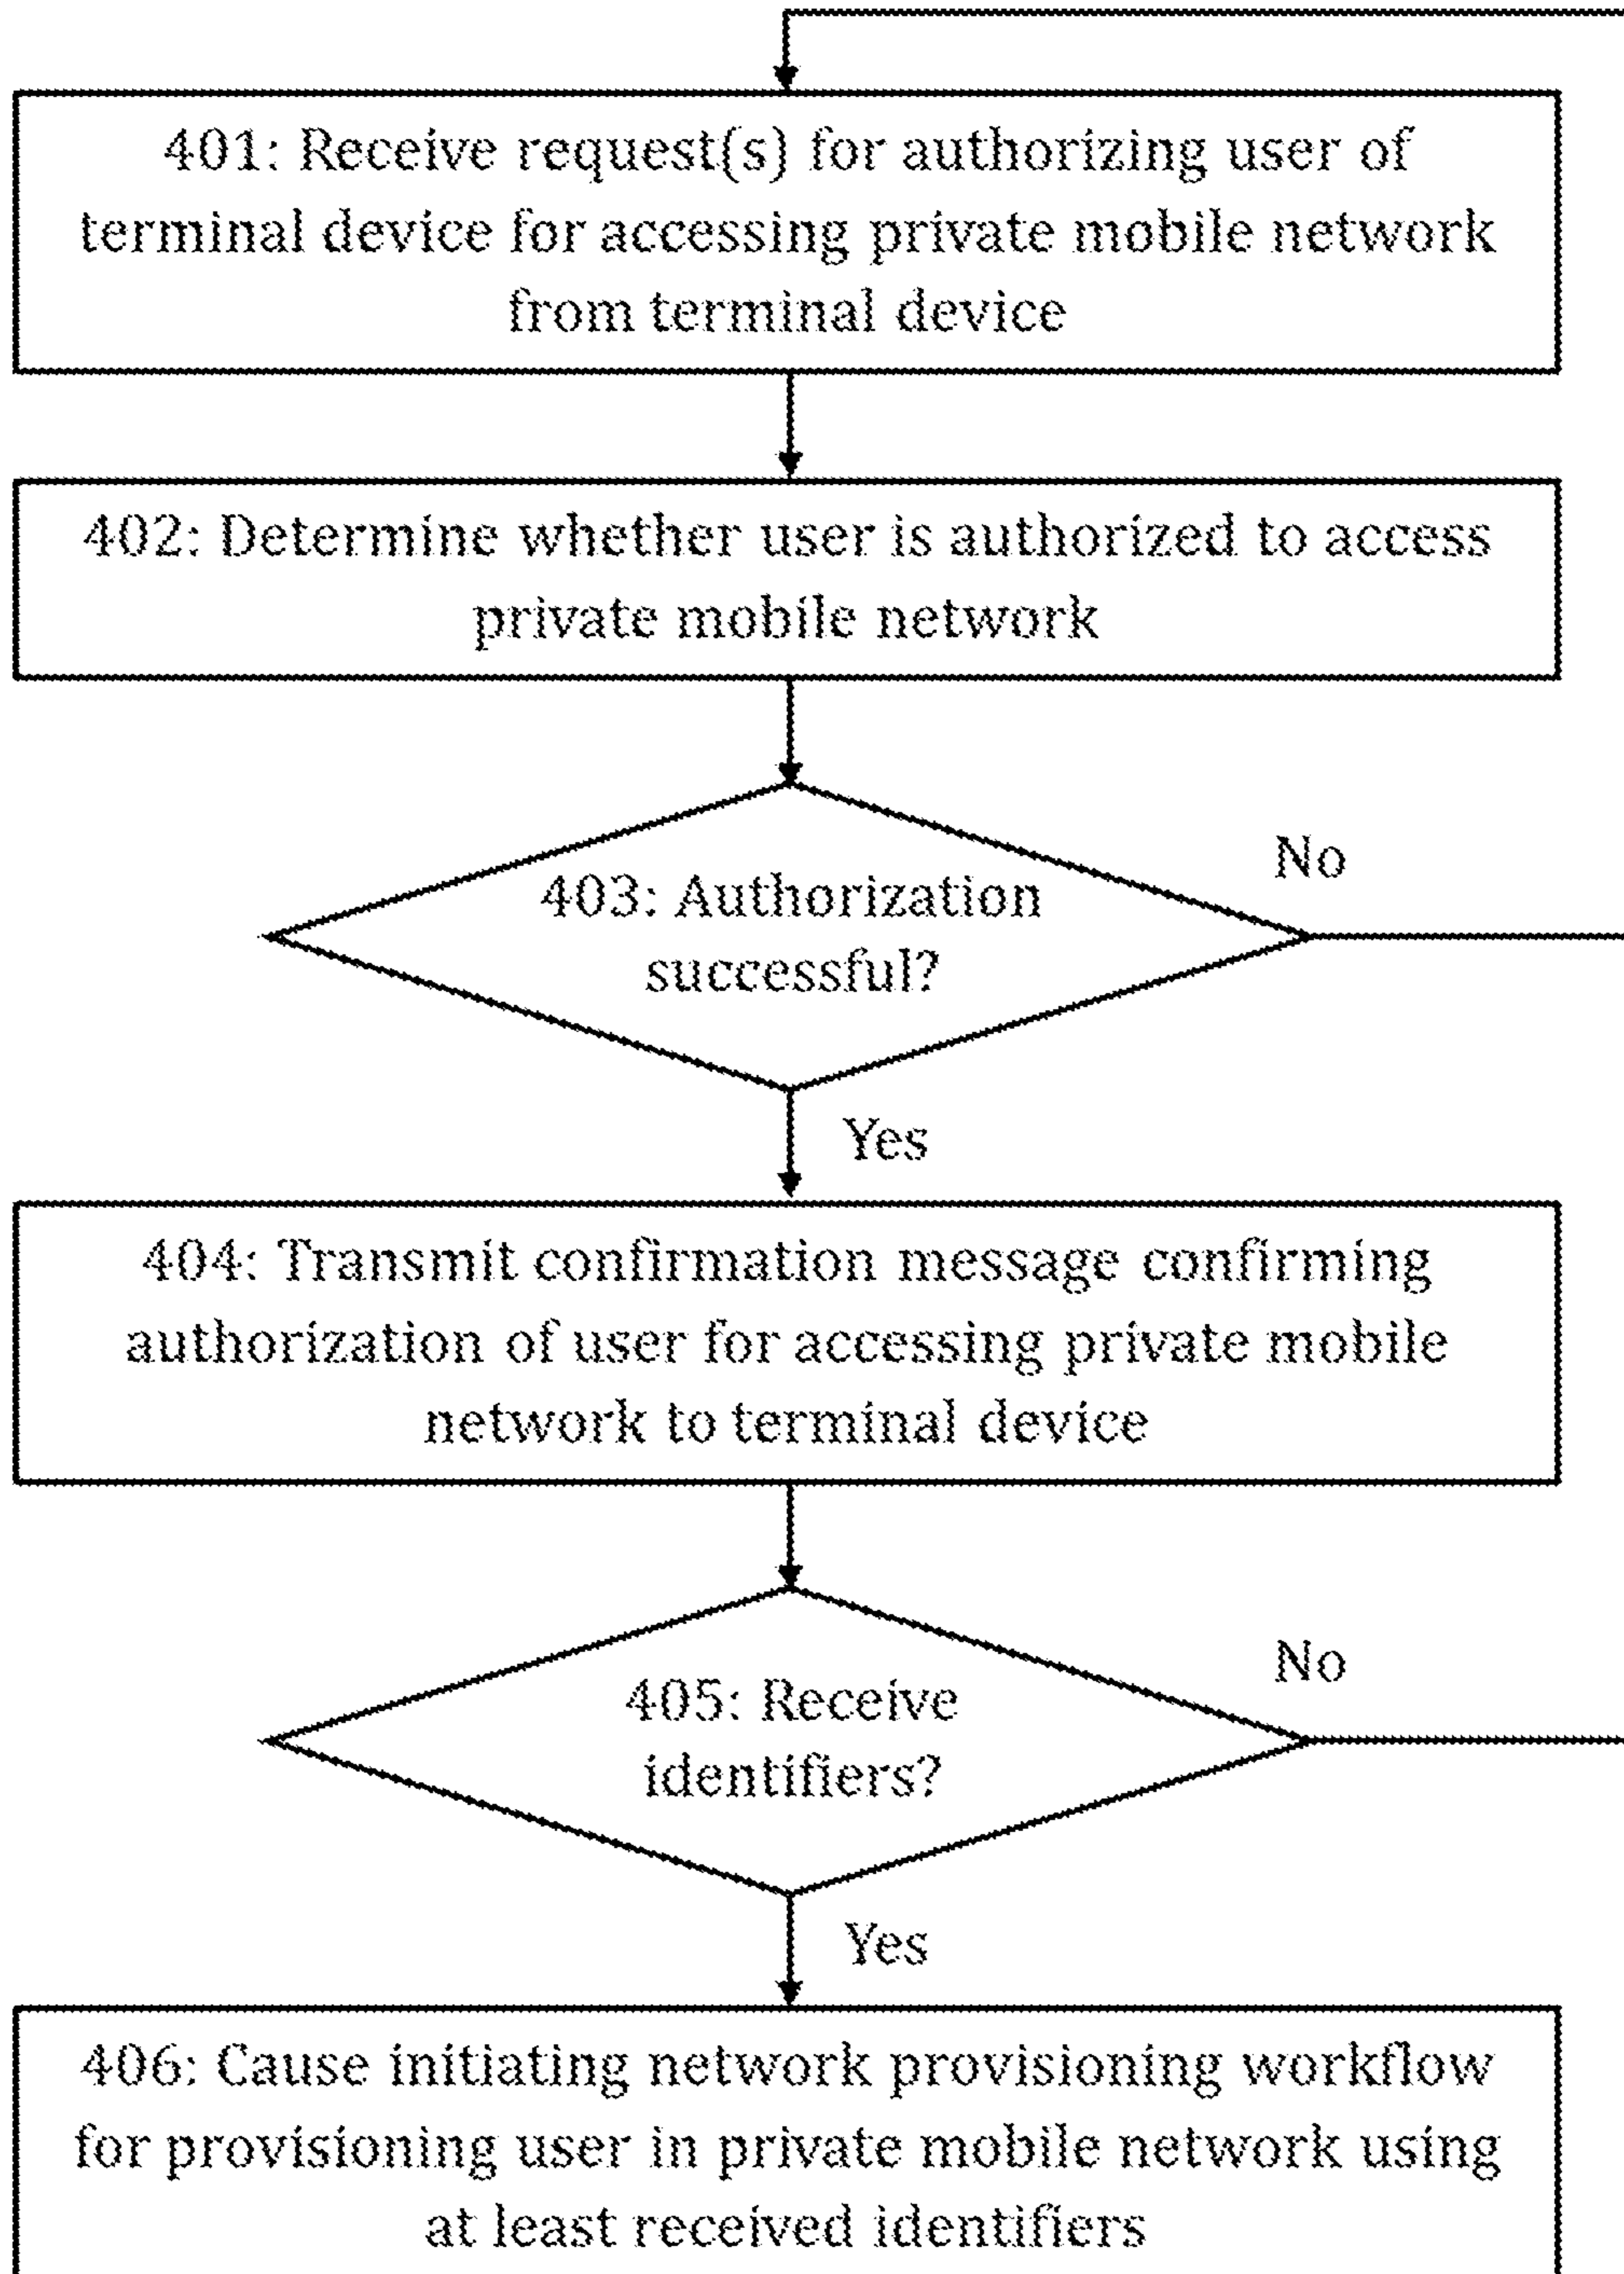 401: Receive request(s) for authorizing user of
terminal device for accessing private mobile network
from terminal device
402: Determine whether user is authorized to access
private mobile network
No
403: Authorization
successful?
Yes
404: Transmit confirmation message confirming
authorization of user for accessing private mobile
network to terminal device
No
405: Receive
identifiers?
Yes
406: Cause initiating network provisioning workflow
for provisioning user in private mobile network using
at least received identifiers